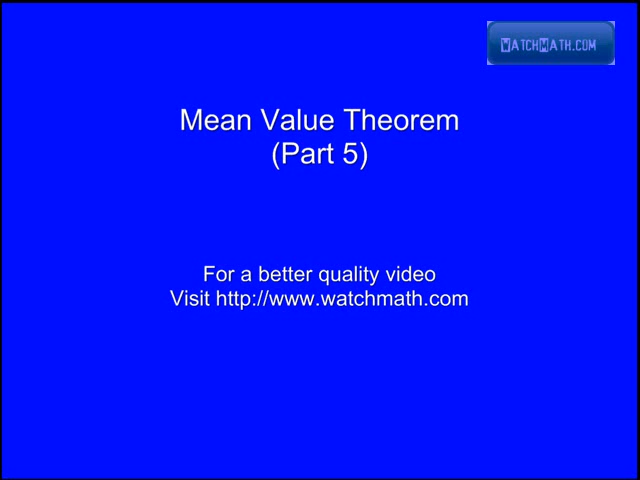 WatchMath.com
Mean Value Theorem
(Part 5)
For a better quality video
Visit http://www.watchmath.com